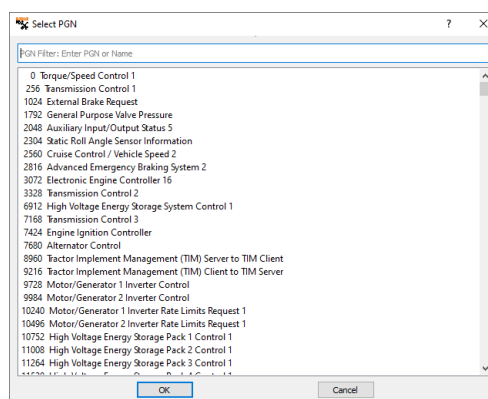 Select PGN
PGN Filter: Enter PGN or Name
0 Torque/Speed Control 1
256 Transmission Control 1
1024 External Brake Request
1792 General Purpose Valve Pressure
2048 Auxiliary Input/Output Status 5
2304 Static Roll Angle Sensor Information
2560 Cruise Control / Vehicle Speed 2
2816 Advanced Emergency Braking System 2
3072 Electronic Engine Controller 16
3328 Transmission Control 2
6912 High Voltage Energy Storage System Control 1
7168 Transmission Control 3
7424 Engine Ignition Controller
7680 Alternator Control
8960 Tractor Implement Management (TIM) Server to TIM Client
9216 Tractor Implement Management (TIM) Client to TIM Server
9728 Motor/Generator 1 Inverter Control
9984 Motor/Generator 2 Inverter Control
10240 Motor/Generator 1 Inverter Rate Limits Request 1
10496 Motor/Generator 2 Inverter Rate Limits Request 1
10752 High Voltage Energy Storage Pack 1 Control 1
11008 High Voltage Energy Storage Pack 2 Control 1
11264 High Voltage Energy Storage Pack 3 Control 1
OK
Cancel